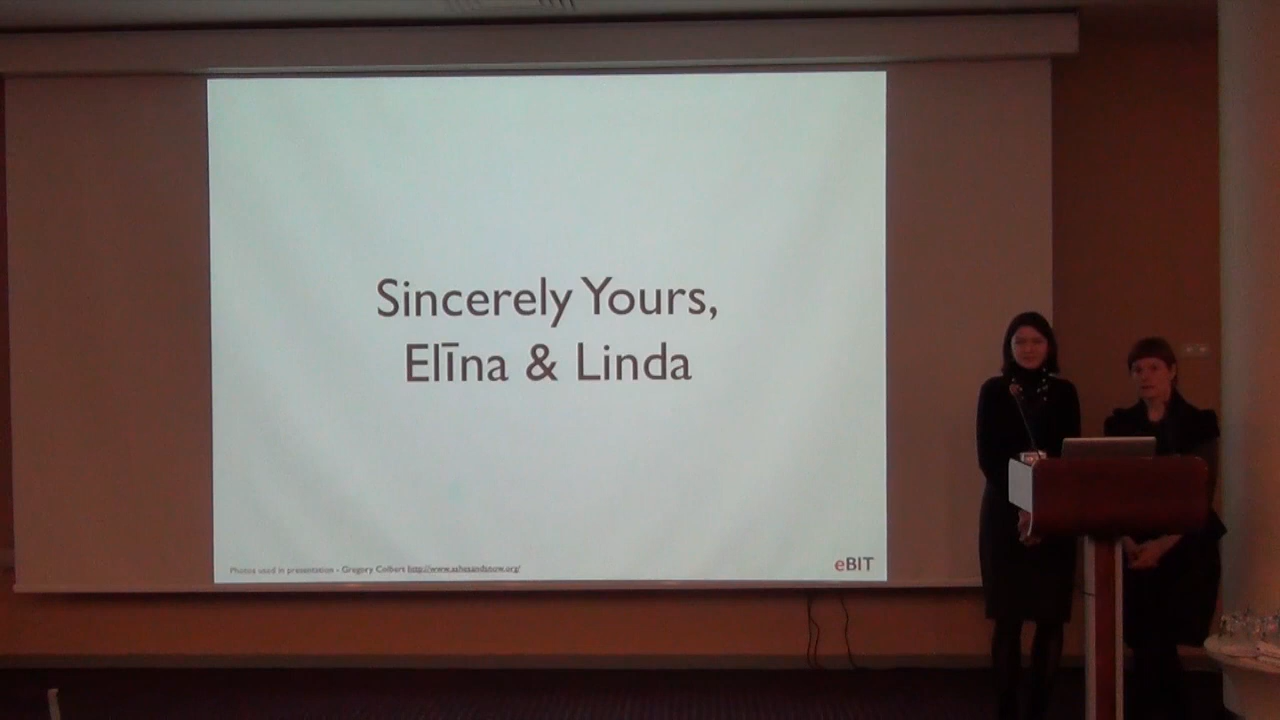 Sincerely Yours,
Elīna & Linda
Photos used in presentation - Gregory Colbert http://www.ashesandsnow.org/
eBIT